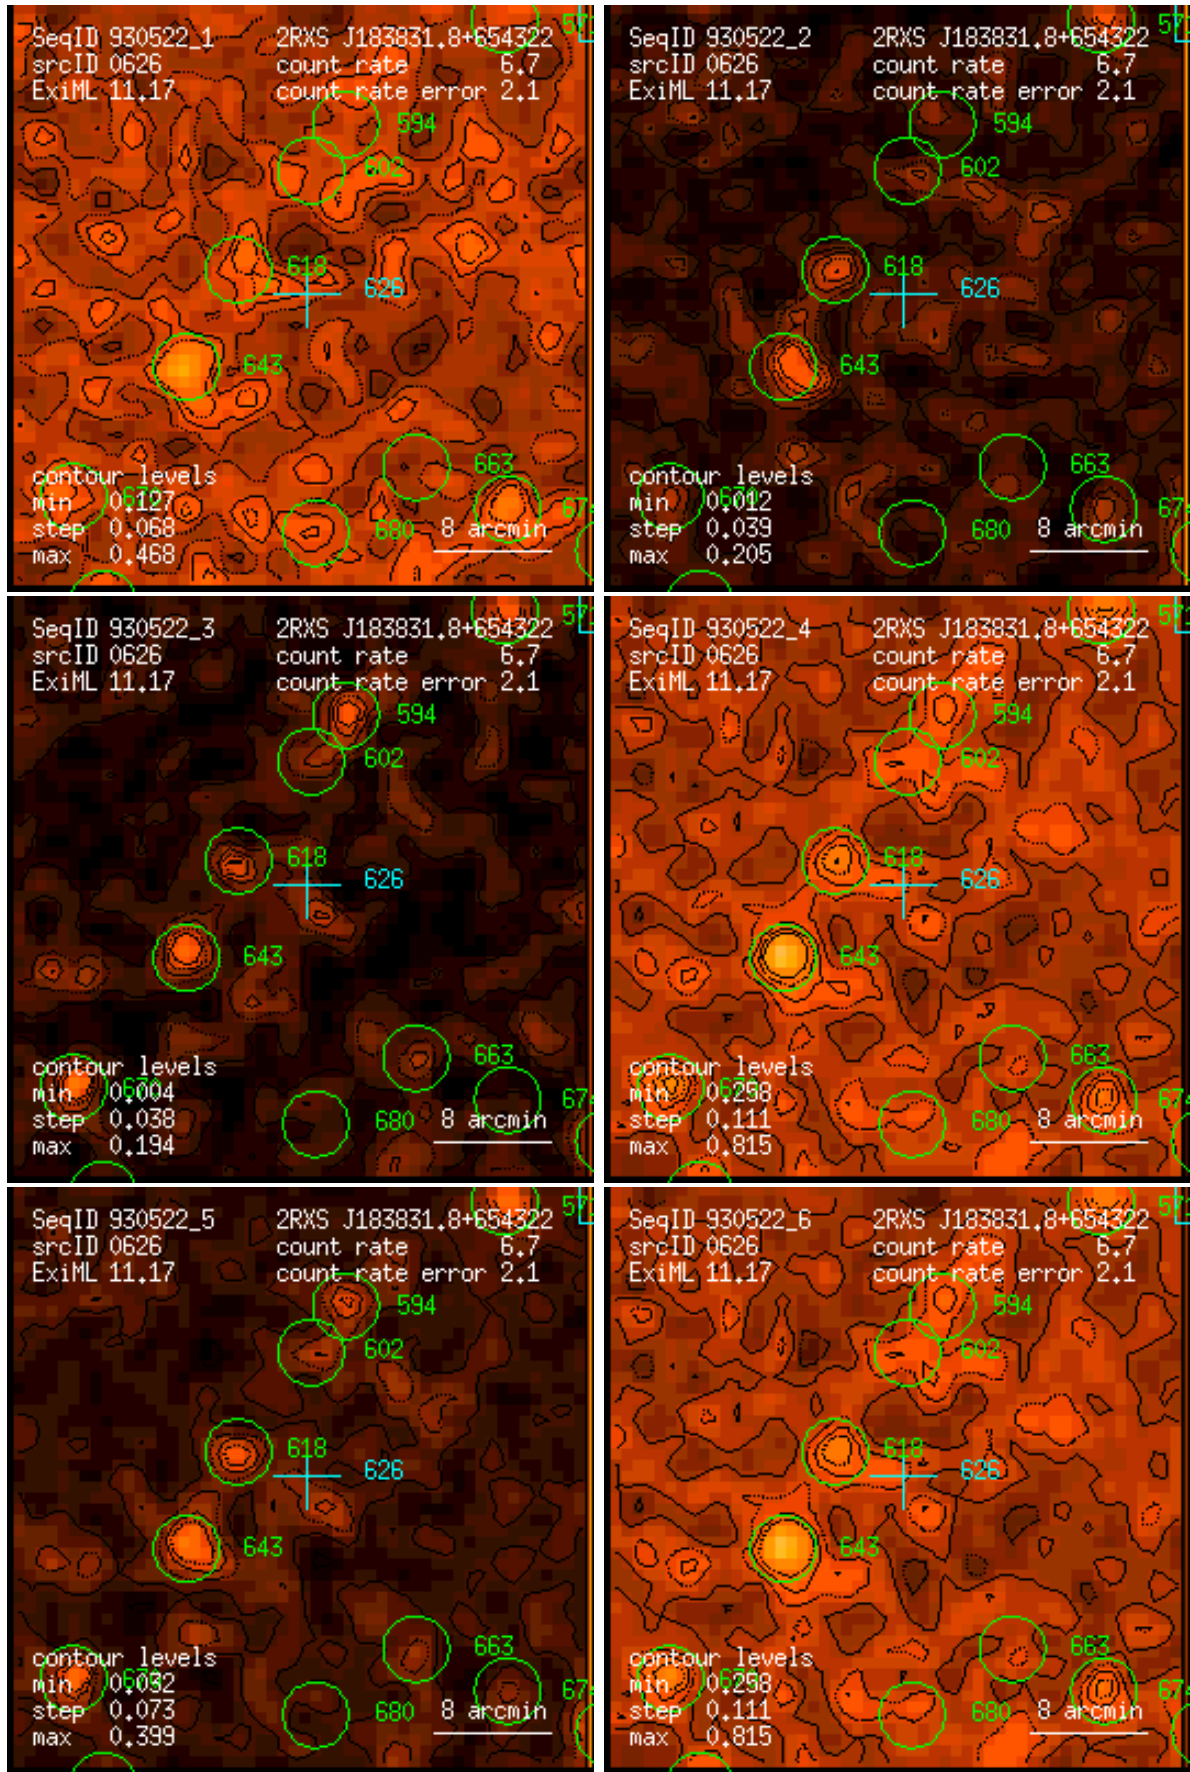 SeqID 930522_1 2RXS J183831.8+654322 571
srcID 0626 count rate 6.7
ExiML 11.17 count rate error 2.1
594
602
618
626
643
contour levels 663
min 0.127
step 0.068 680 8 arcmin 674
max 0.468
SeqID 930522_2 2RXS J183831.8+654322 571
srcID 0626 count rate 6.7
ExiML 11.17 count rate error 2.1
594
602
618
626
643
contour levels 663
min 0.012
step 0.039 680 8 arcmin 674
max 0.205
SeqID 930522_3 2RXS J183831.8+654322 571
srcID 0626 count rate 6.7
ExiML 11.17 count rate error 2.1
594
602
618
626
643
contour levels 663
min 0.004
step 0.038 680 8 arcmin 674
max 0.194
SeqID 930522_4 2RXS J183831.8+654322 571
srcID 0626 count rate 6.7
ExiML 11.17 count rate error 2.1
594
602
618
626
643
contour levels 663
min 0.258
step 0.111 680 8 arcmin 674
max 0.815
SeqID 930522_5 2RXS J183831.8+654322 571
srcID 0626 count rate 6.7
ExiML 11.17 count rate error 2.1
594
602
618
626
643
contour levels 663
min 0.032
step 0.073 680 8 arcmin 674
max 0.399
SeqID 930522_6 2RXS J183831.8+654322 571
srcID 0626 count rate 6.7
ExiML 11.17 count rate error 2.1
594
602
618
626
643
contour levels 663
min 0.258
step 0.111 680 8 arcmin 674
max 0.815